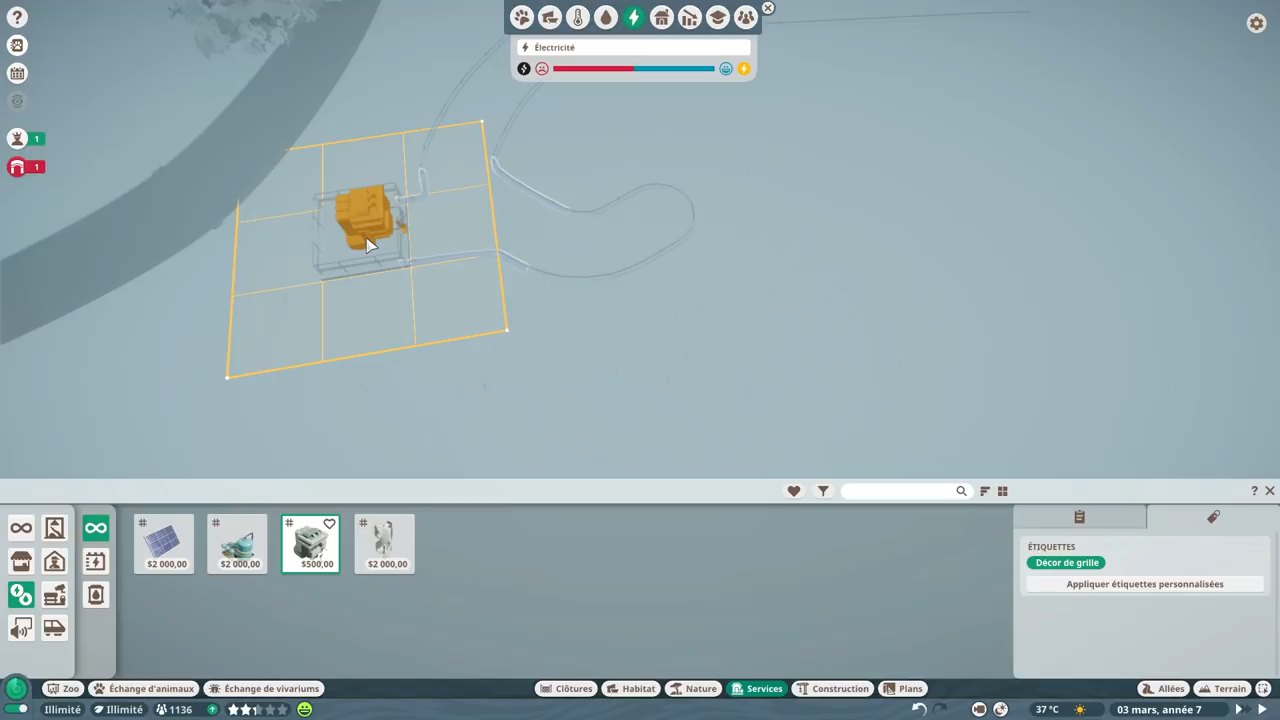 ?
Électricité
1
1
? ×
$2 000,00
$2 000,00
$500,00
$2 000,00
ÉTIQUETTES
Décor de grille
Appliquer étiquettes personnalisées
Zoo
Échange d'animaux
Échange de vivariums
Clôtures
Habitat
Nature
Services
Construction
Plans
Allées
Terrain
Illimité
Illimité
1136
37 °C
03 mars, année 7